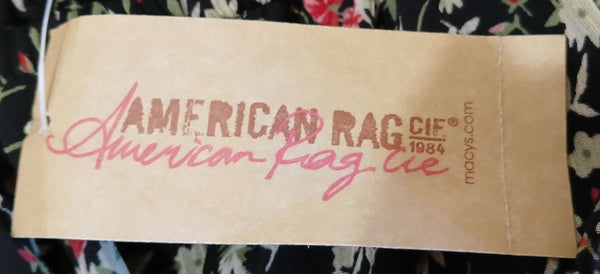 AMERICAN RAG CIE®
1984
American Rag cie
macys.com